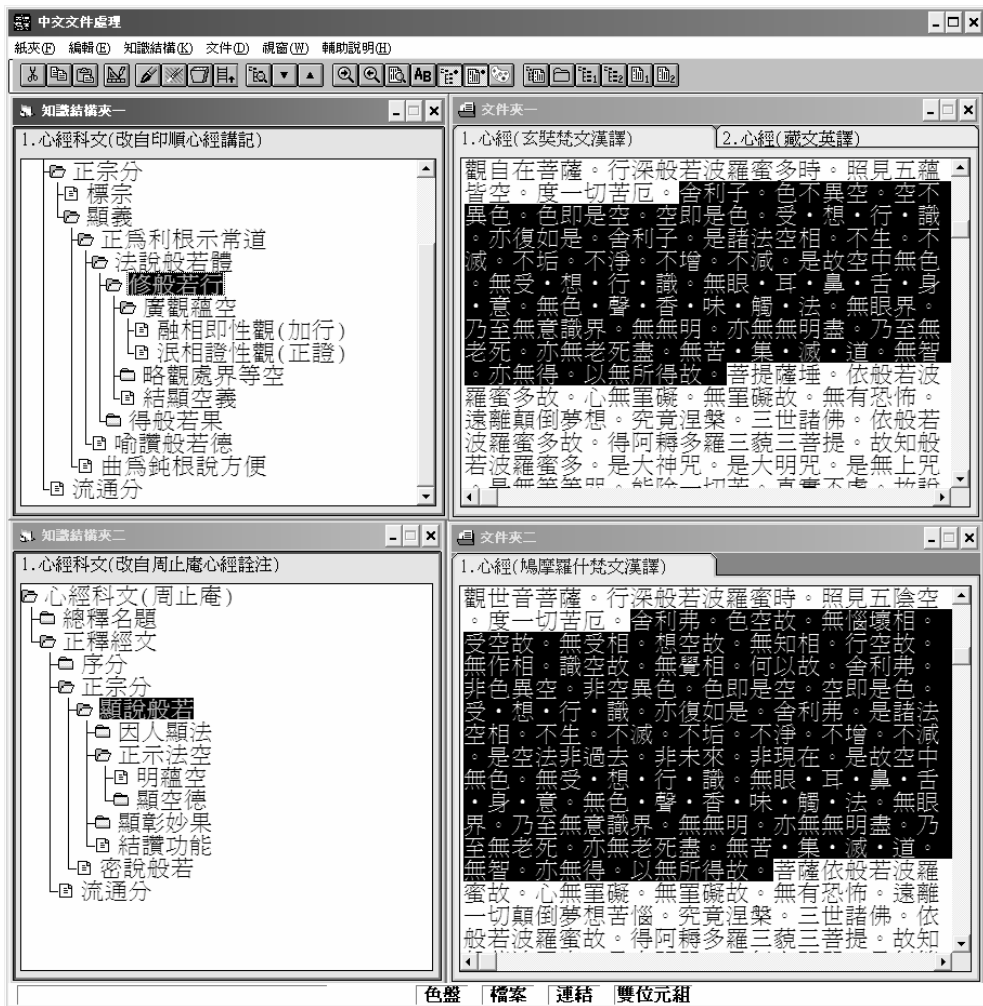 中文文件處理
紙夾(F) 編輯(E) 知識結構(K) 文件(D) 視窗(W) 輔助說明(H)
知識結構夾一
1.心經科文(改自印順心經講記)
正宗分
標宗
顯義
正為利根示常道
法說般若體
修般若行
廣觀蘊空
融相即性觀(加行)
泯相證性觀(正證)
略觀處界等空
結顯空義
得般若果
喻讚般若德
曲為鈍根說方便
流通分
文件夾一
1.心經(玄奘梵文漢譯) 2.心經(藏文英譯)
觀自在菩薩。行深般若波羅蜜多時。照見五蘊
皆空。度一切苦厄。舍利子。色不異空。空不
異色。色即是空。空即是色。受・想・行・識
。亦復如是。舍利子。是諸法空相。不生。不
滅。不垢。不淨。不增。不減。是故空中無色
。無受・想・行・識。無眼・耳・鼻・舌・身
・意。無色・聲・香・味・觸・法。無眼界。
乃至無意識界。無無明。亦無無明盡。乃至無
老死。亦無老死盡。無苦・集・滅・道。無智
。亦無得。以無所得故。菩提薩埵。依般若波
羅蜜多故。心無罣礙。無罣礙故。無有恐怖。
遠離顛倒夢想。究竟涅槃。三世諸佛。依般若
波羅蜜多故。得阿耨多羅三藐三菩提。故知般
若波羅蜜多。是大神咒。是大明咒。是無上咒
。是無等等咒。能除一切苦。真實不虛。故說
知識結構夾二
1.心經科文(改自周止庵心經詮注)
心經科文(周止庵)
總釋名題
正釋經文
序分
正宗分
顯說般若
因人顯法
正示法空
明蘊空
顯空德
顯彰妙果
結讚功能
密說般若
流通分
文件夾二
1.心經(鳩摩羅什梵文漢譯)
觀世音菩薩。行深般若波羅蜜時。照見五陰空
。度一切苦厄。舍利弗。色空故。無惱壞相。
受空故。無受相。想空故。無知相。行空故。
無作相。識空故。無覺相。何以故。舍利弗。
非色異空。非空異色。色即是空。空即是色。
受・想・行・識。亦復如是。舍利弗。是諸法
空相。不生。不滅。不垢。不淨。不增。不減
。是空法非過去。非未來。非現在。是故空中
無色。無受・想・行・識。無眼・耳・鼻・舌
・身・意。無色・聲・香・味・觸・法。無眼
界。乃至無意識界。無無明。亦無無明盡。乃
至無老死。亦無老死盡。無苦・集・滅・道。
無智。亦無得。以無所得故。菩薩依般若波羅
蜜故。心無罣礙。無罣礙故。無有恐怖。遠離
一切顛倒夢想苦惱。究竟涅槃。三世諸佛。依
般若波羅蜜故。得阿耨多羅三藐三菩提。故知
色盤 檔案 連結 雙位元組